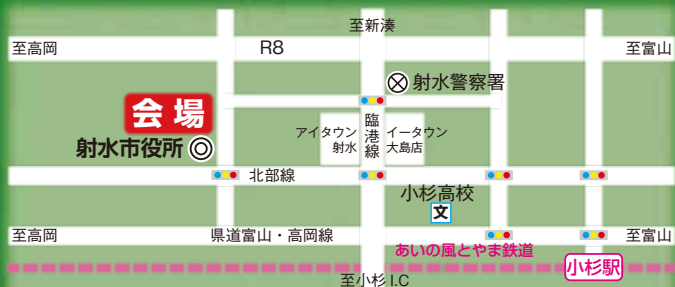 至新湊
至高岡
R8
至富山
射水警察署
会場
射水市役所
アイタウン
射水
臨港線
イータウン
大島店
北部線
小杉高校
文
至高岡
県道富山・高岡線
至富山
あいの風とやま鉄道
小杉駅
至小杉 I.C